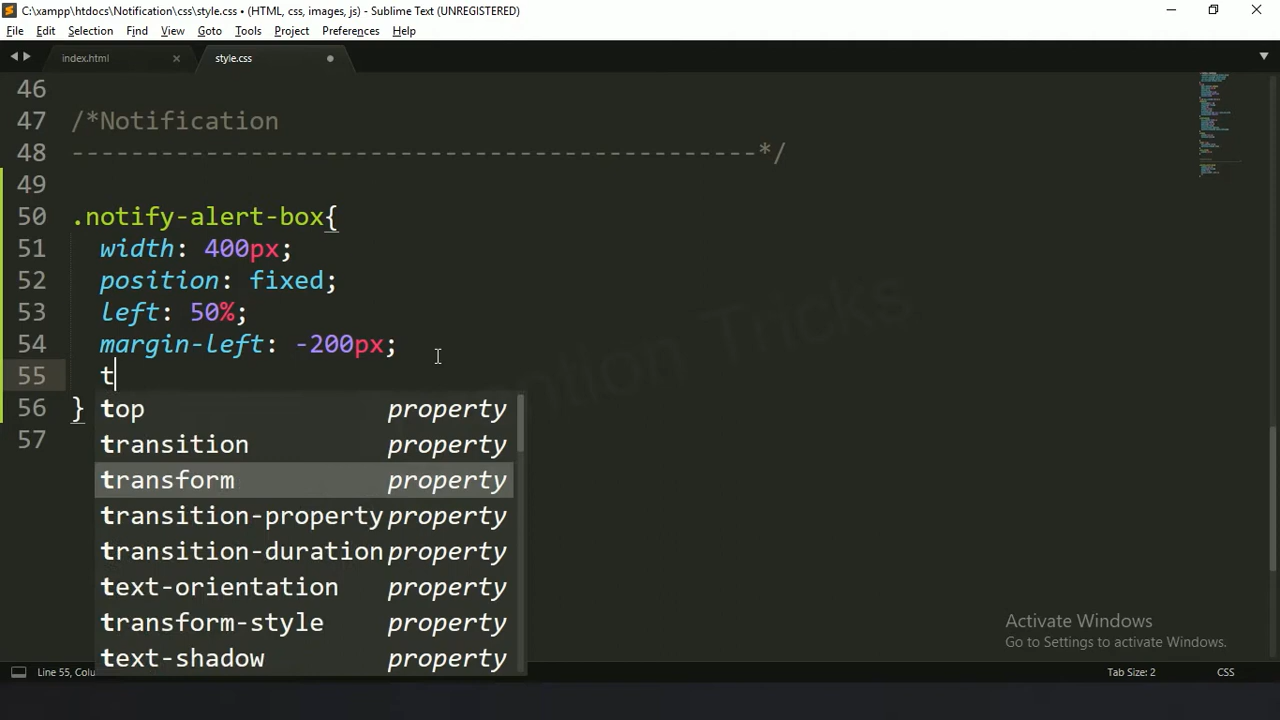 C:\xampp\htdocs\Notification\css\style.css • (HTML, css, images, js) - Sublime Text (UNREGISTERED)
File Edit Selection Find View Goto Tools Project Preferences Help
index.html × style.css
46
47 /*Notification
48 ----------------------------------------------*/
49
50 .notify-alert-box{
51 width: 400px;
52 position: fixed;
53 left: 50%;
54 margin-left: -200px;
55 t
56 }
57
top property
transition property
transform property
transition-property property
transition-duration property
text-orientation property
transform-style property
text-shadow property
Tricks
Activate Windows
Go to Settings to activate Windows.
Line 55, Colu
Tab Size: 2
CSS